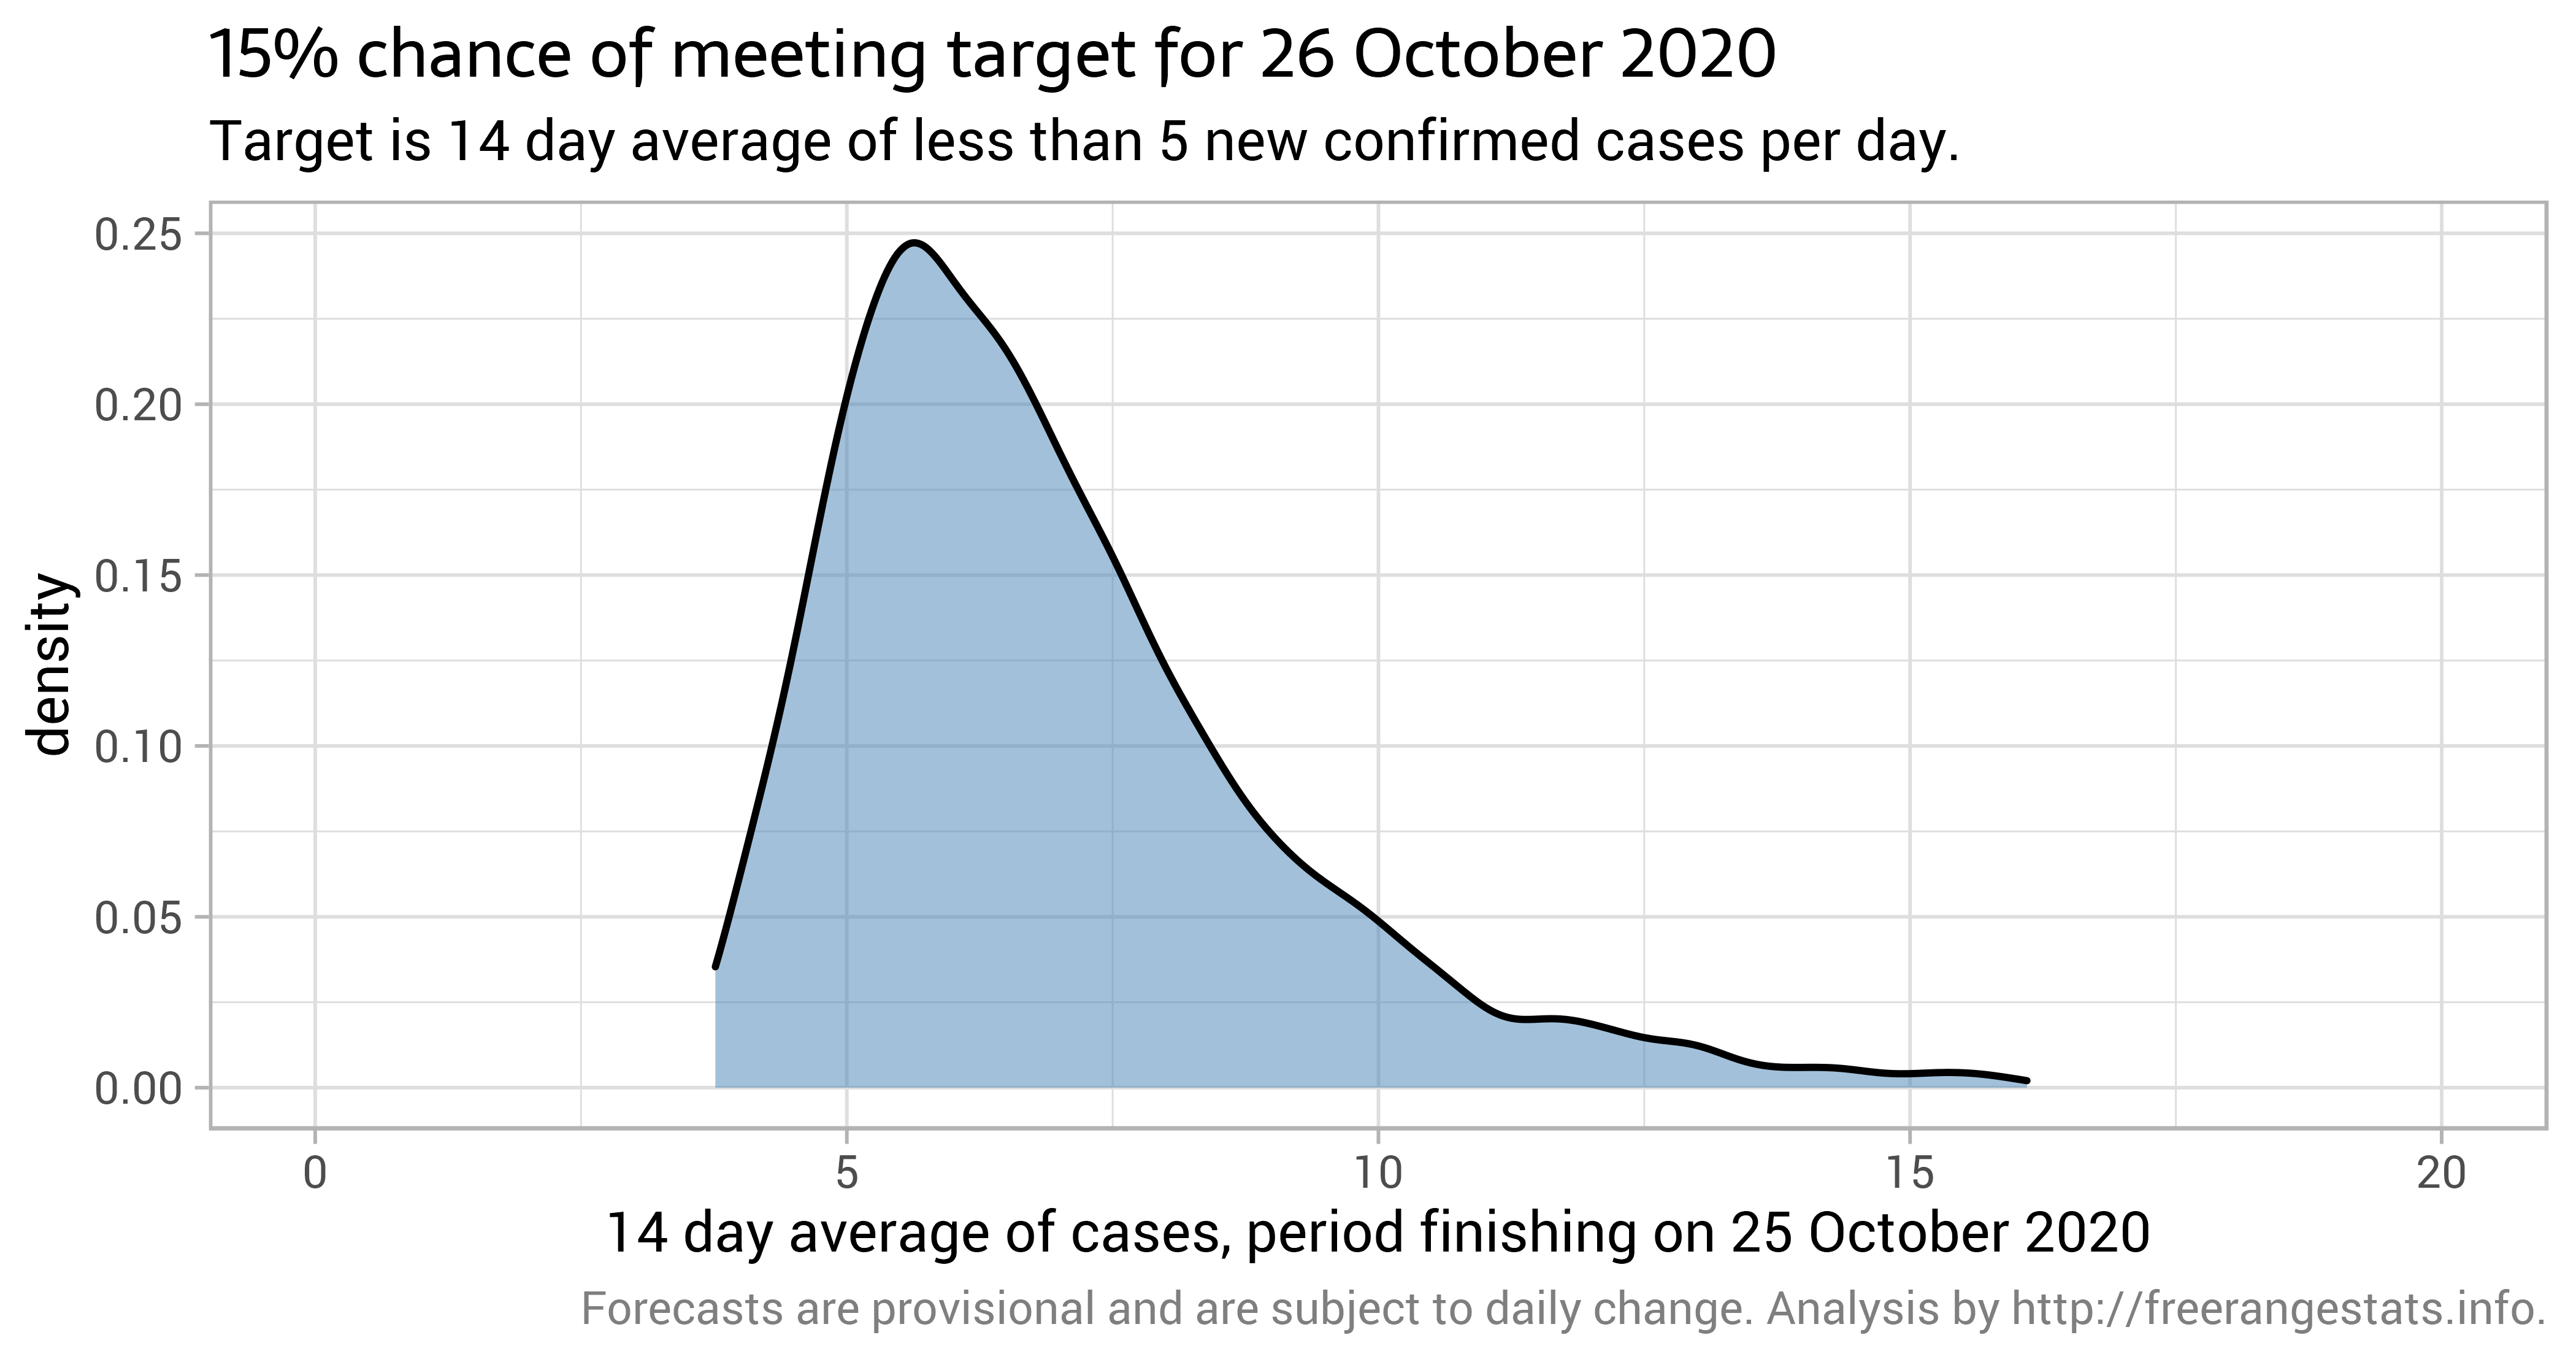 15% chance of meeting target for 26 October 2020
Target is 14 day average of less than 5 new confirmed cases per day.
0.25
0.20
0.15
0.10
0.05
0.00
density
0 5 10 15 20
14 day average of cases, period finishing on 25 October 2020
Forecasts are provisional and are subject to daily change. Analysis by http://freerangestats.info.